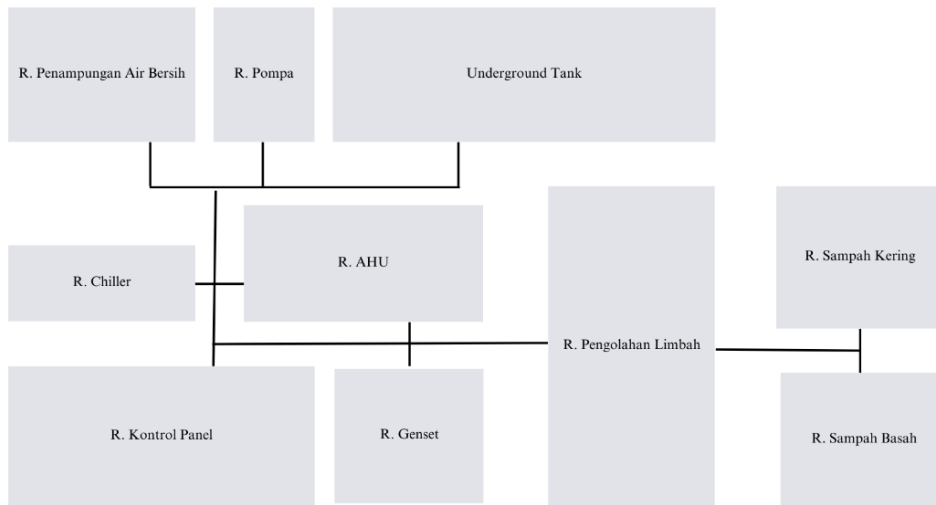 R. Penampungan Air Bersih
R. Pompa
Underground Tank
R. Chiller
R. AHU
R. Pengolahan Limbah
R. Sampah Kering
R. Kontrol Panel
R. Genset
R. Sampah Basah